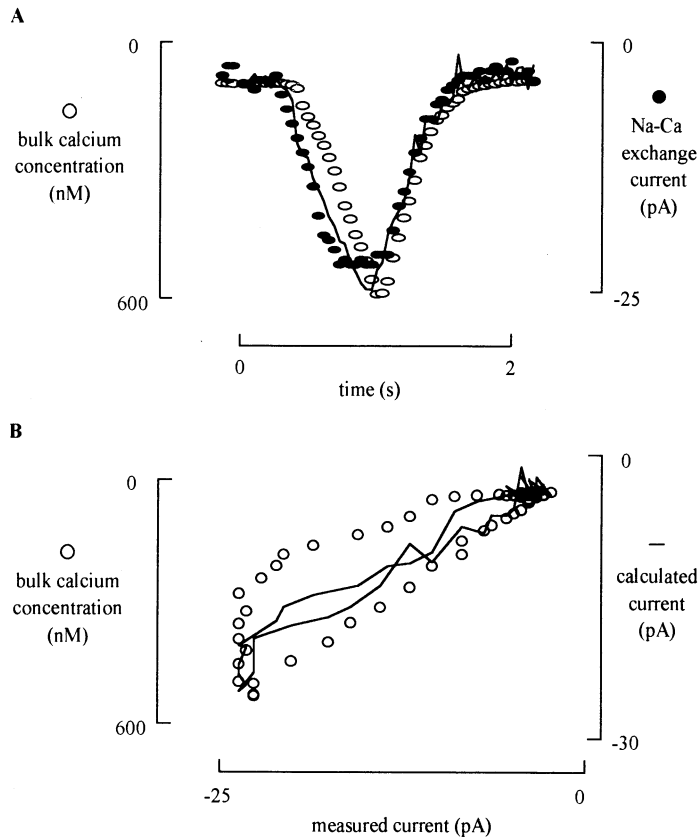 A
0
0
bulk calcium
concentration
(nM)
Na-Ca
exchange
current
(pA)
600
-25
0
2
time (s)
B
0
0
bulk calcium
concentration
(nM)
calculated
current
(pA)
600
-30
-25
0
measured current (pA)